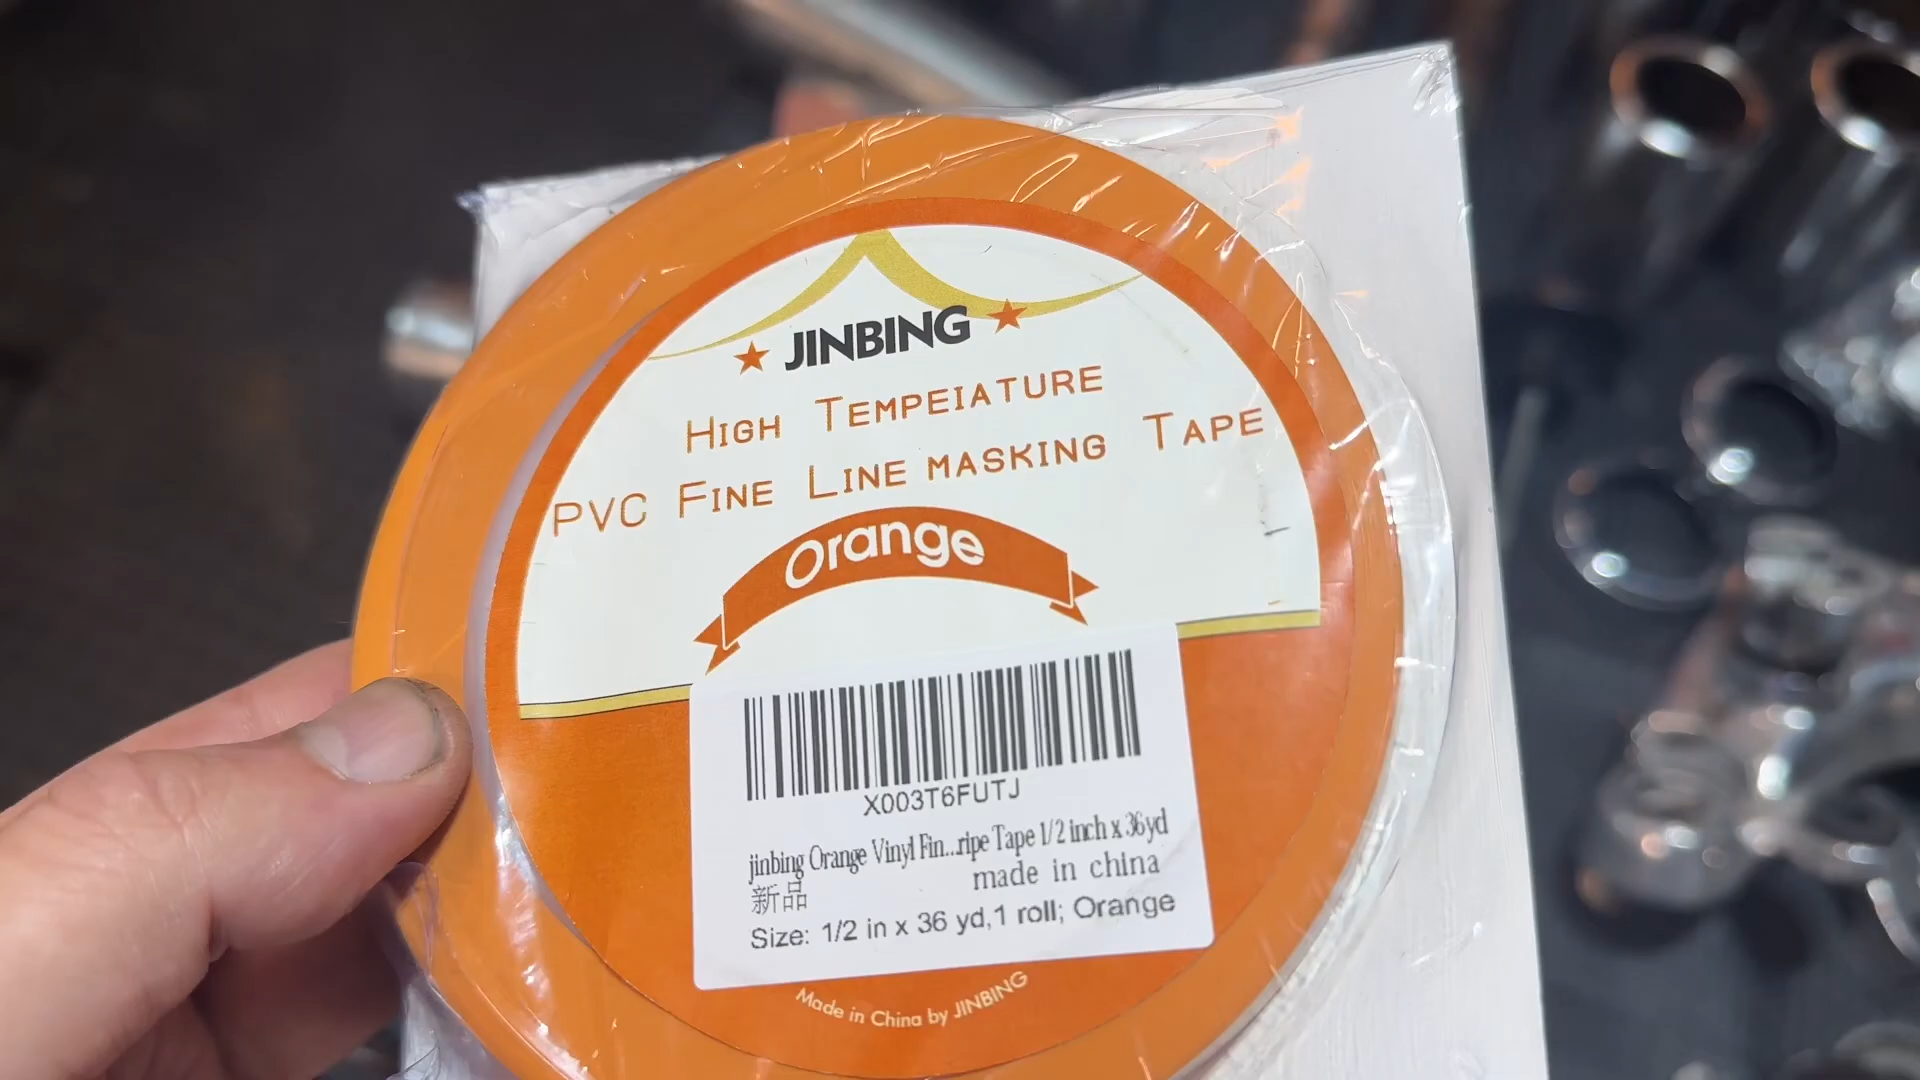 JINBING
HIGH TEMPEIATURE
PVC FINE LINE MASKING TAPE
Orange
X003T6FUTJ
jinbing Orange Vinyl Fin...ripe Tape 1/2 inch x 36yd
新品 made in china
Size: 1/2 in x 36 yd,1 roll; Orange
Made in China by JINBING